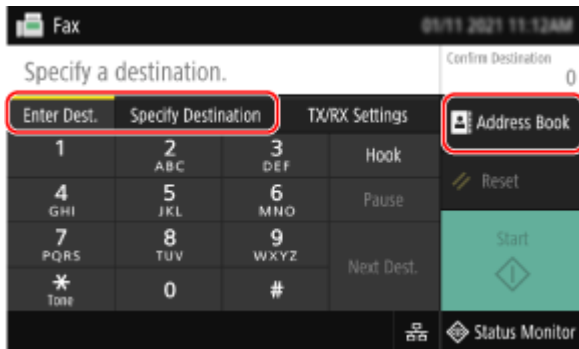 Fax
01/11 2021 11:12AM
Specify a destination.
Confirm Destination
0
Enter Dest.
Specify Destination
TX/RX Settings
Address Book
1
2
ABC
3
DEF
Hook
4
GHI
5
JKL
6
MNO
Pause
Reset
7
PQRS
8
TUV
9
WXYZ
Next Dest.
Start
*
Tone
0
#
Status Monitor